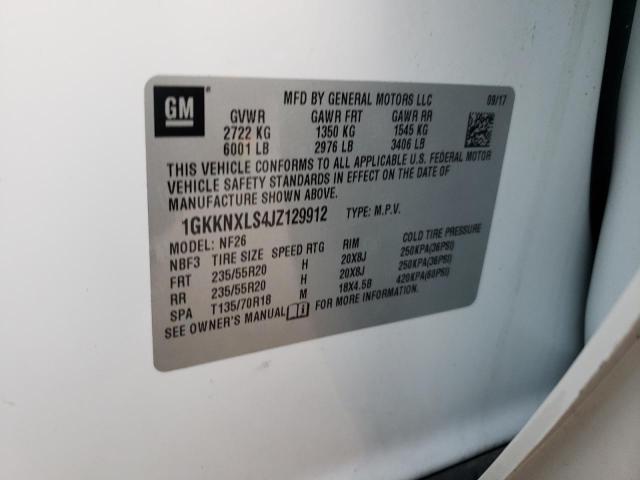 GM
MFD BY GENERAL MOTORS LLC 09/17
GVWR GAWR FRT GAWR RR
2722 KG 1350 KG 1545 KG
6001 LB 2976 LB 3406 LB
THIS VEHICLE CONFORMS TO ALL APPLICABLE U.S. FEDERAL MOTOR
VEHICLE SAFETY STANDARDS IN EFFECT ON THE DATE OF
MANUFACTURE SHOWN ABOVE.
1GKKNXLS4JZ129912 TYPE: M.P.V.
MODEL: NF26
NBF3 TIRE SIZE SPEED RTG RIM COLD TIRE PRESSURE
FRT 235/55R20 H 20X8J 250KPA(36PSI)
RR 235/55R20 H 20X8J 250KPA(36PSI)
SPA T135/70R18 M 18X4.5B 420KPA(60PSI)
SEE OWNER'S MANUAL